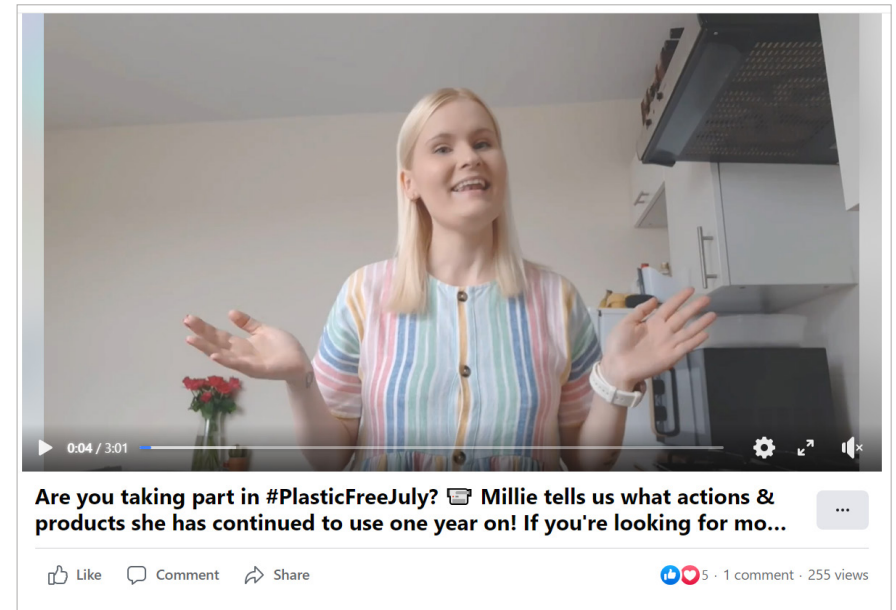 0:04 / 3:01
Are you taking part in #PlasticFreeJuly? Millie tells us what actions &
products she has continued to use one year on! If you're looking for mo...
Like Comment Share 5 · 1 comment · 255 views